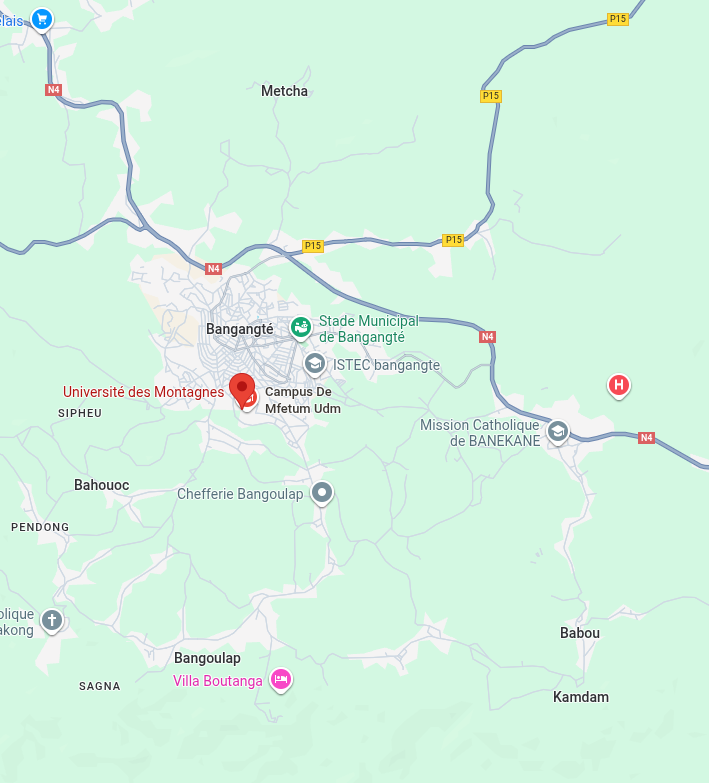 elais
P15
N4
Metcha
P15
P15
P15
N4
Bangangté
Stade Municipal
de Bangangté
N4
ISTEC bangangte
Université des Montagnes
Campus De
Mfetum Udm
H
SIPHEU
Mission Catholique
de BANEKANE
N4
Bahouoc
Chefferie Bangoulap
PENDONG
olique
akong
Babou
Bangoulap
Villa Boutanga
SAGNA
Kamdam